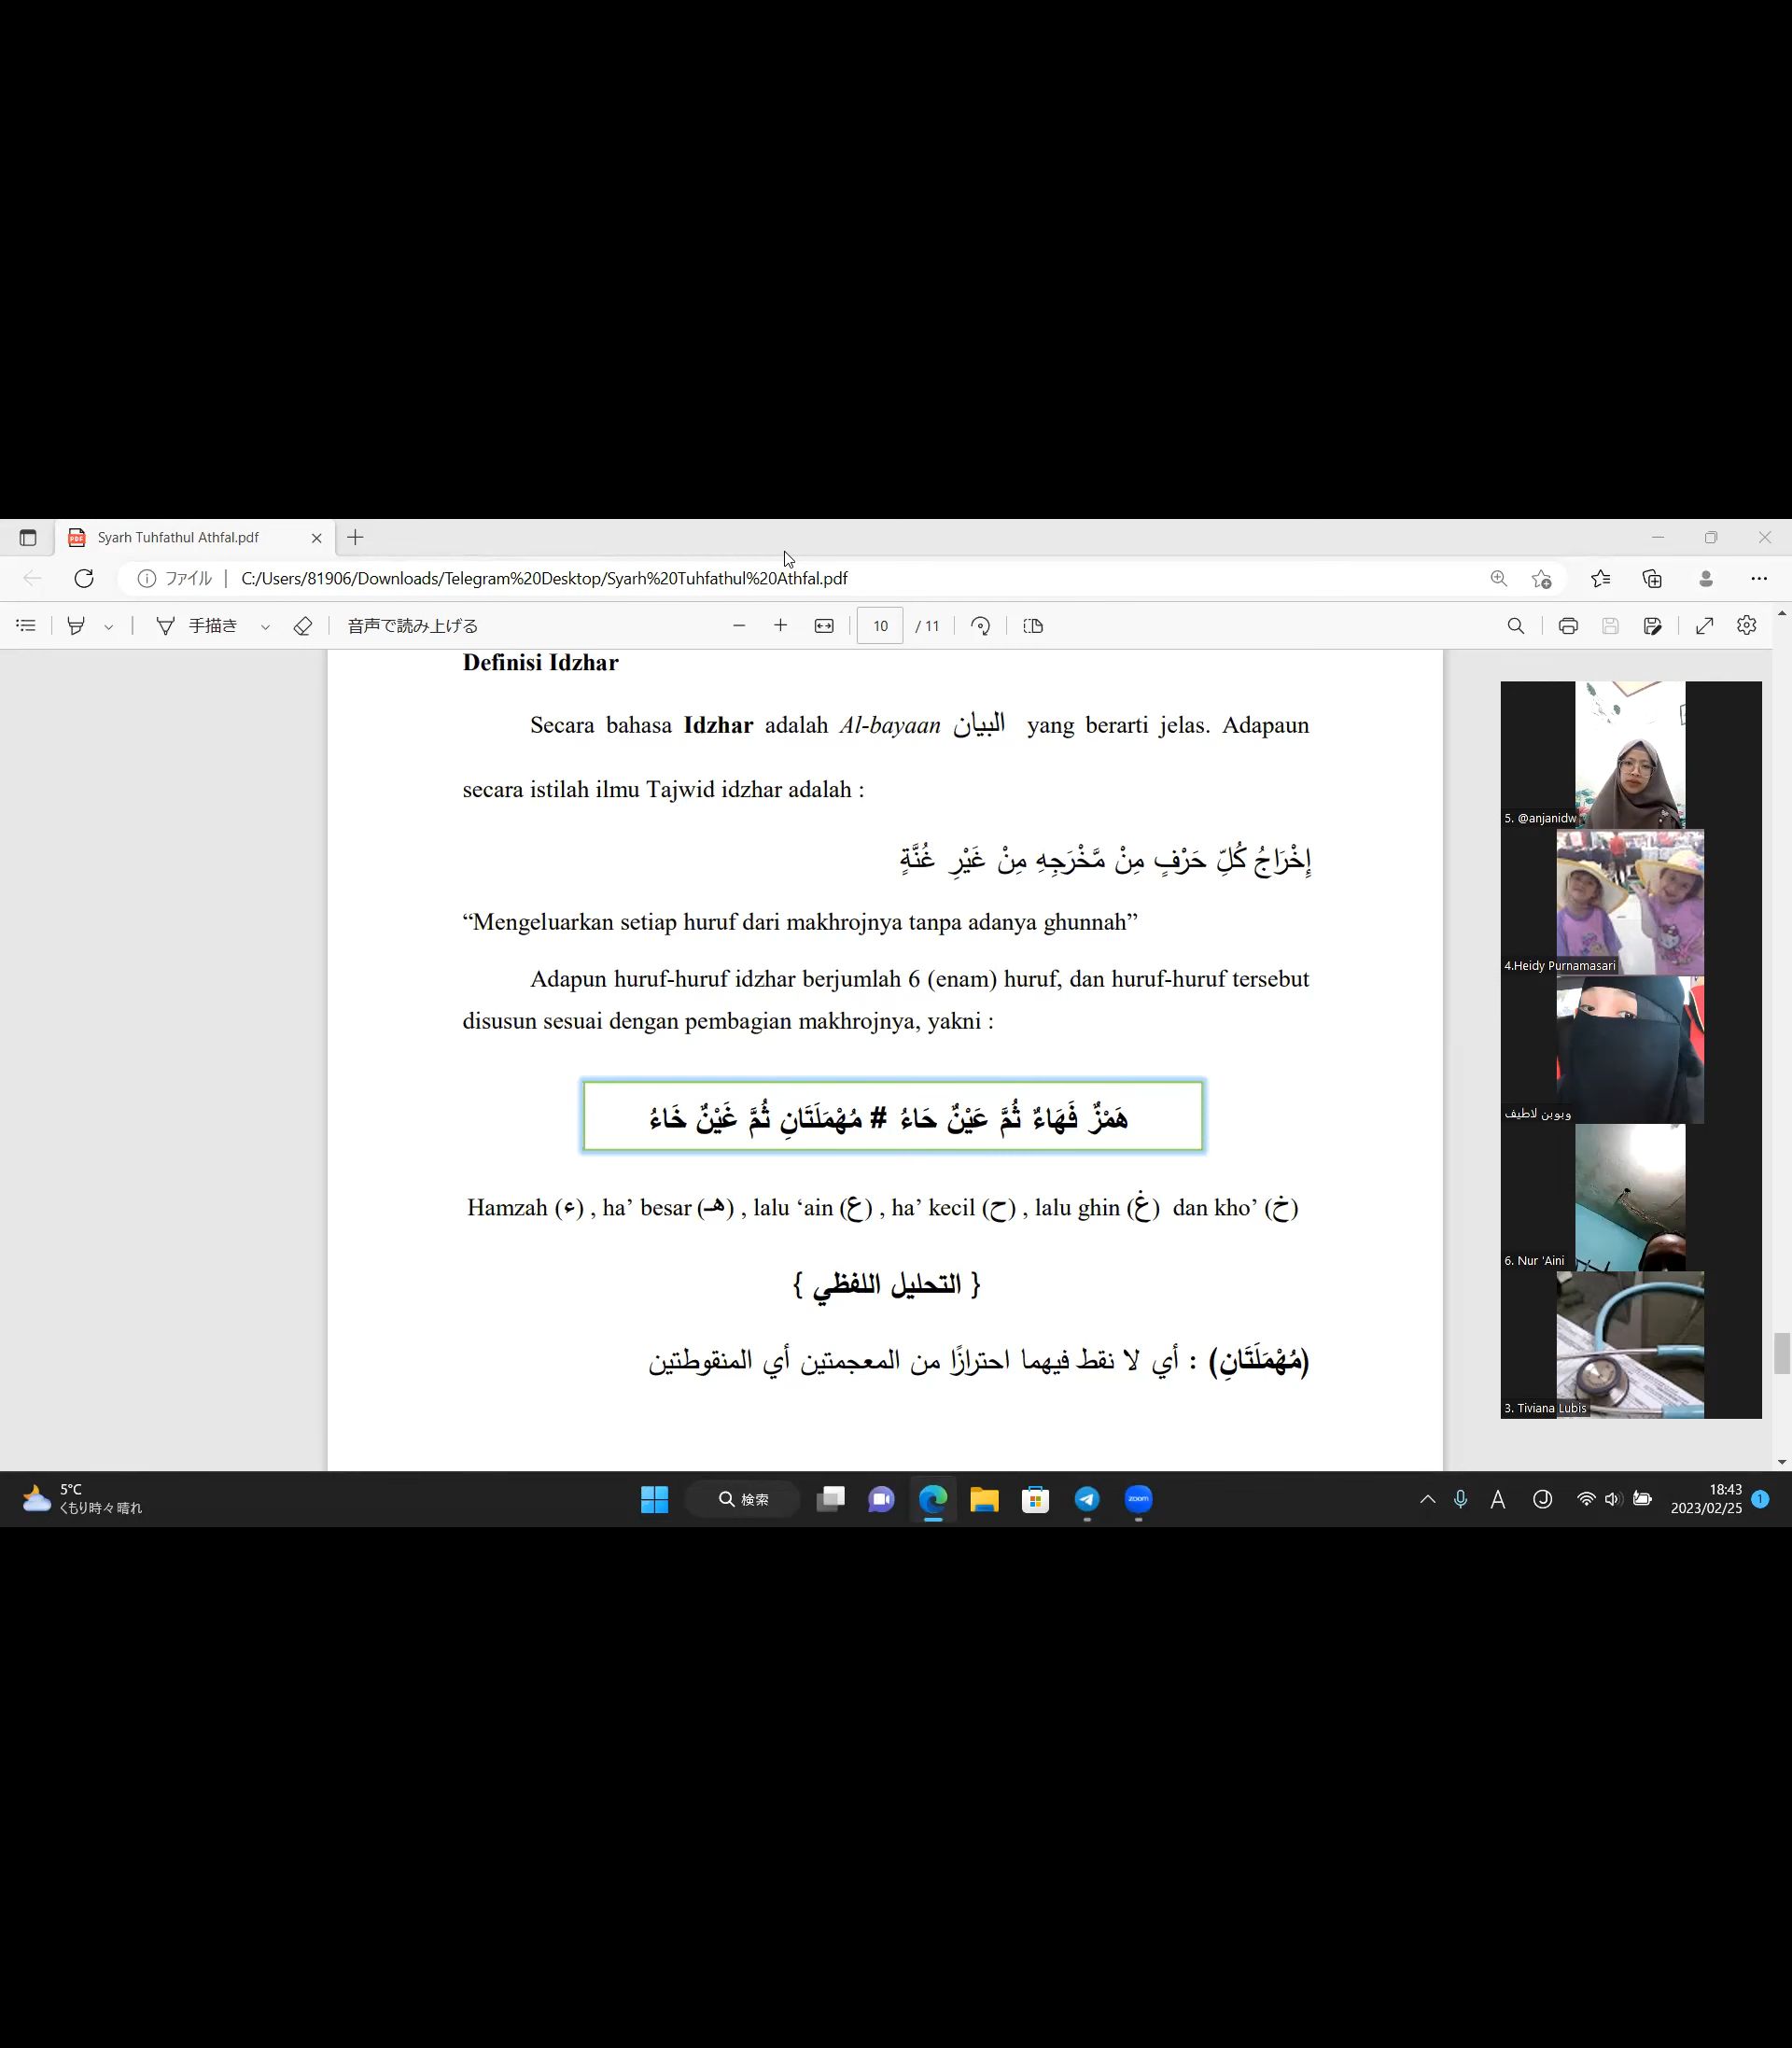 Syarh Tuhfathul Athfal.pdf
ファイル | C:/Users/81906/Downloads/Telegram%20Desktop/Syarh%20Tuhfathul%20Athfal.pdf
手描き 音声で読み上げる 10 / 11
Definisi Idzhar
Secara bahasa Idzhar adalah Al-bayaan البيان yang berarti jelas. Adapaun
secara istilah ilmu Tajwid idzhar adalah :
إِخْرَاجُ كُلِّ حَرْفٍ مِنْ مَّخْرَجِهِ مِنْ غَيْرِ غُنَّةٍ
“Mengeluarkan setiap huruf dari makhrojnya tanpa adanya ghunnah”
Adapun huruf-huruf idzhar berjumlah 6 (enam) huruf, dan huruf-huruf tersebut
disusun sesuai dengan pembagian makhrojnya, yakni :
هَمْزٌ فَهَاءٌ ثُمَّ عَيْنٌ حَاءُ # مُهْمَلَتَانِ ثُمَّ غَيْنٌ خَاءُ
Hamzah (ء) , ha’ besar (هـ) , lalu ‘ain (ع) , ha’ kecil (ح) , lalu ghin (غ) dan kho’ (خ)
{ التحليل اللفظي }
(مُهْمَلَتَانِ) : أي لا نقط فيهما احترازًا من المعجمتين أي المنقوطتين
5. @anjanidw
4.Heidy Purnamasari
ويوين لاطيف
6. Nur 'Aini
3. Tiviana Lubis
5°C
くもり時々晴れ
検索
zoom
A
18:43
2023/02/25
1